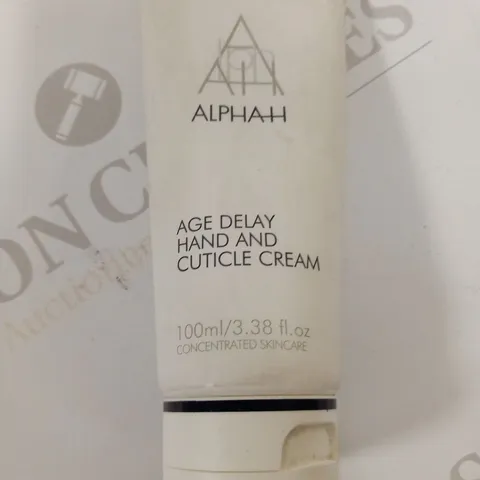 ALPHA-H
AGE DELAY
HAND AND
CUTICLE CREAM
100ml/3.38 fl.oz
CONCENTRATED SKINCARE